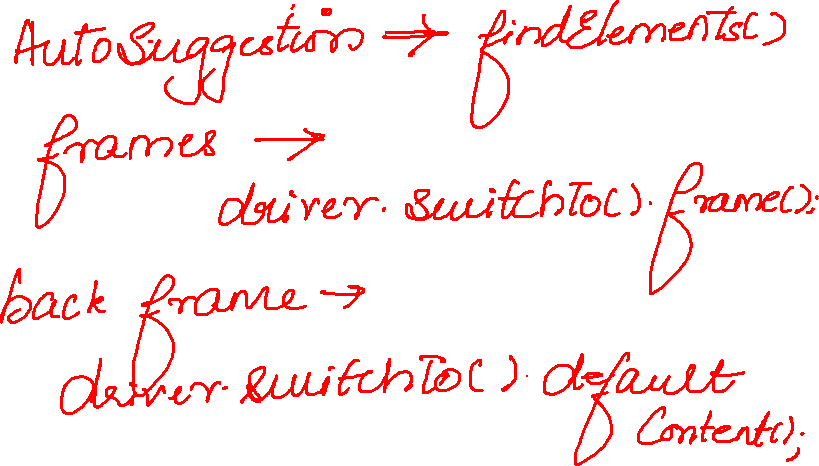 AutoSuggestion → findElements()
frames →
driver.switchTo().frame();
back frame →
driver.switchTo().default
Content();